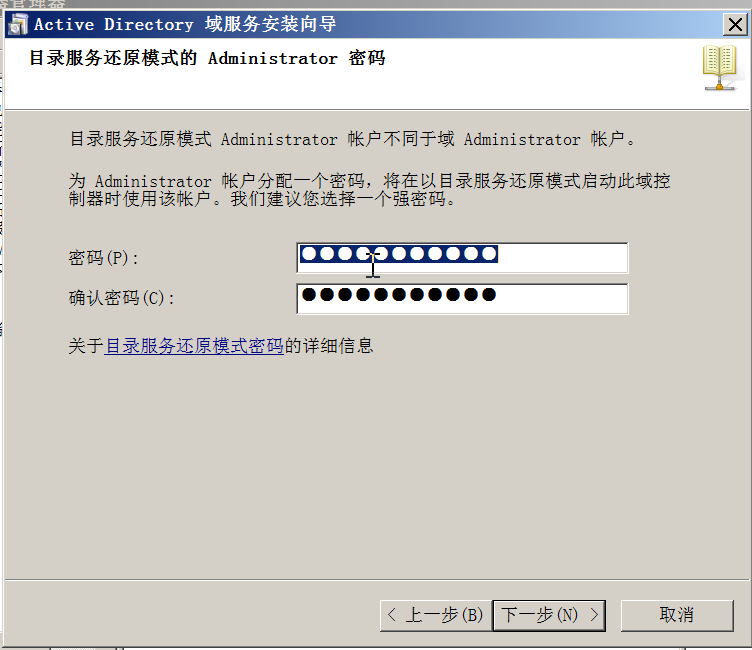 Active Directory 域服务安装向导
目录服务还原模式的 Administrator 密码
目录服务还原模式 Administrator 帐户不同于域 Administrator 帐户。
为 Administrator 帐户分配一个密码，将在以目录服务还原模式启动此域控
制器时使用该帐户。我们建议您选择一个强密码。
密码(P):
确认密码(C):
关于目录服务还原模式密码的详细信息
< 上一步(B)
下一步(N) >
取消